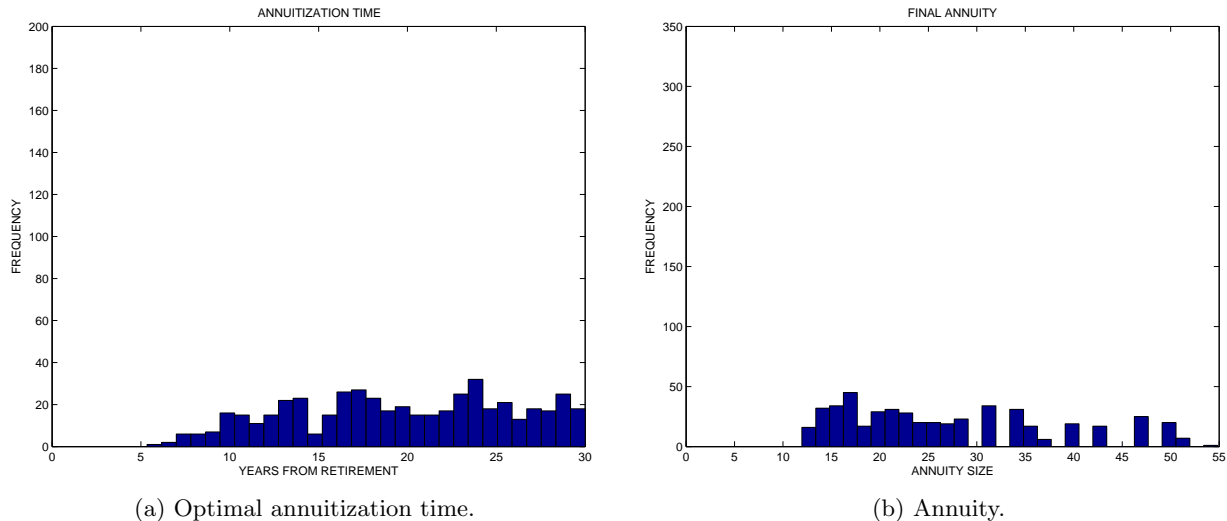 ANNUITIZATION TIME
200
180
160
140
120
100
80
60
40
20
0
FREQUENCY
0 5 10 15 20 25 30
YEARS FROM RETIREMENT
(a) Optimal annuitization time.
FINAL ANNUITY
350
300
250
200
150
100
50
0
FREQUENCY
0 5 10 15 20 25 30 35 40 45 50 55
ANNUITY SIZE
(b) Annuity.